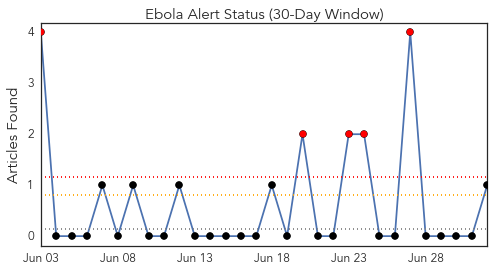 Ebola Alert Status (30-Day Window)
Articles Found
4
3
2
1
0
Jun 03
Jun 08
Jun 13
Jun 18
Jun 23
Jun 28